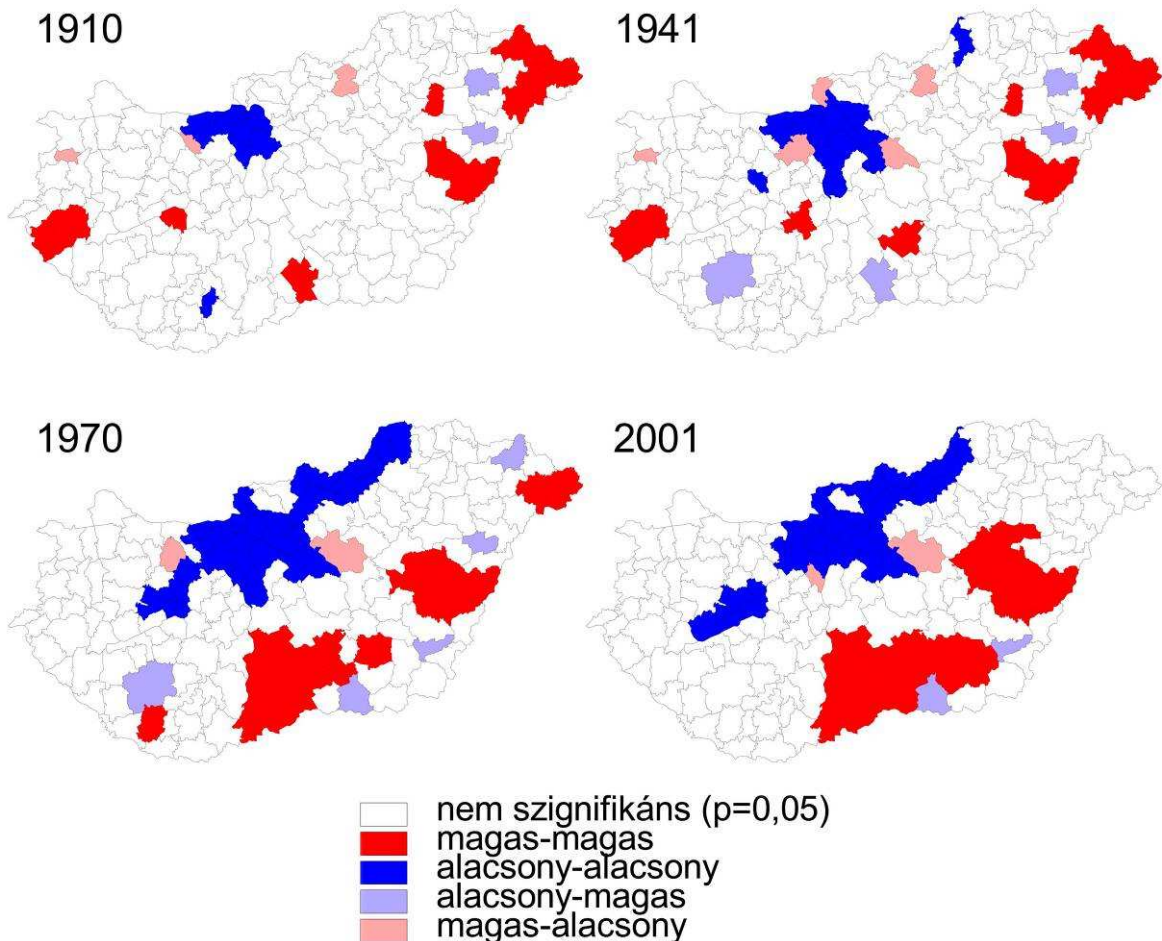 1910
1941
1970
2001
nem szignifikáns (p=0,05)
magas-magas
alacsony-alacsony
alacsony-magas
magas-alacsony